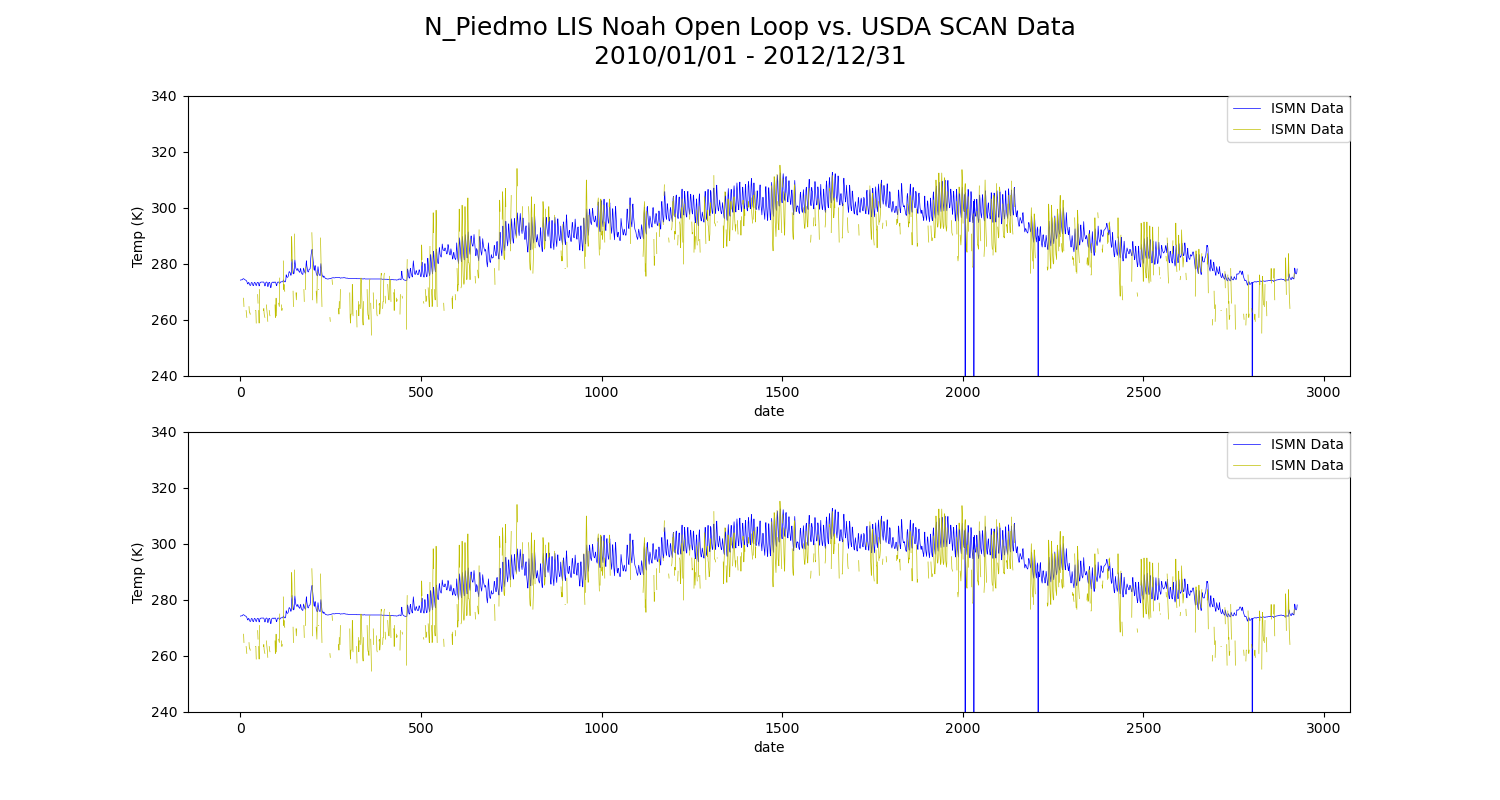 N_Piedmo LIS Noah Open Loop vs. USDA SCAN Data
2010/01/01 - 2012/12/31
340
320
300
280
260
240
Temp (K)
ISMN Data
ISMN Data
0 500 1000 1500 2000 2500 3000
date
340
320
300
280
260
240
Temp (K)
ISMN Data
ISMN Data
0 500 1000 1500 2000 2500 3000
date